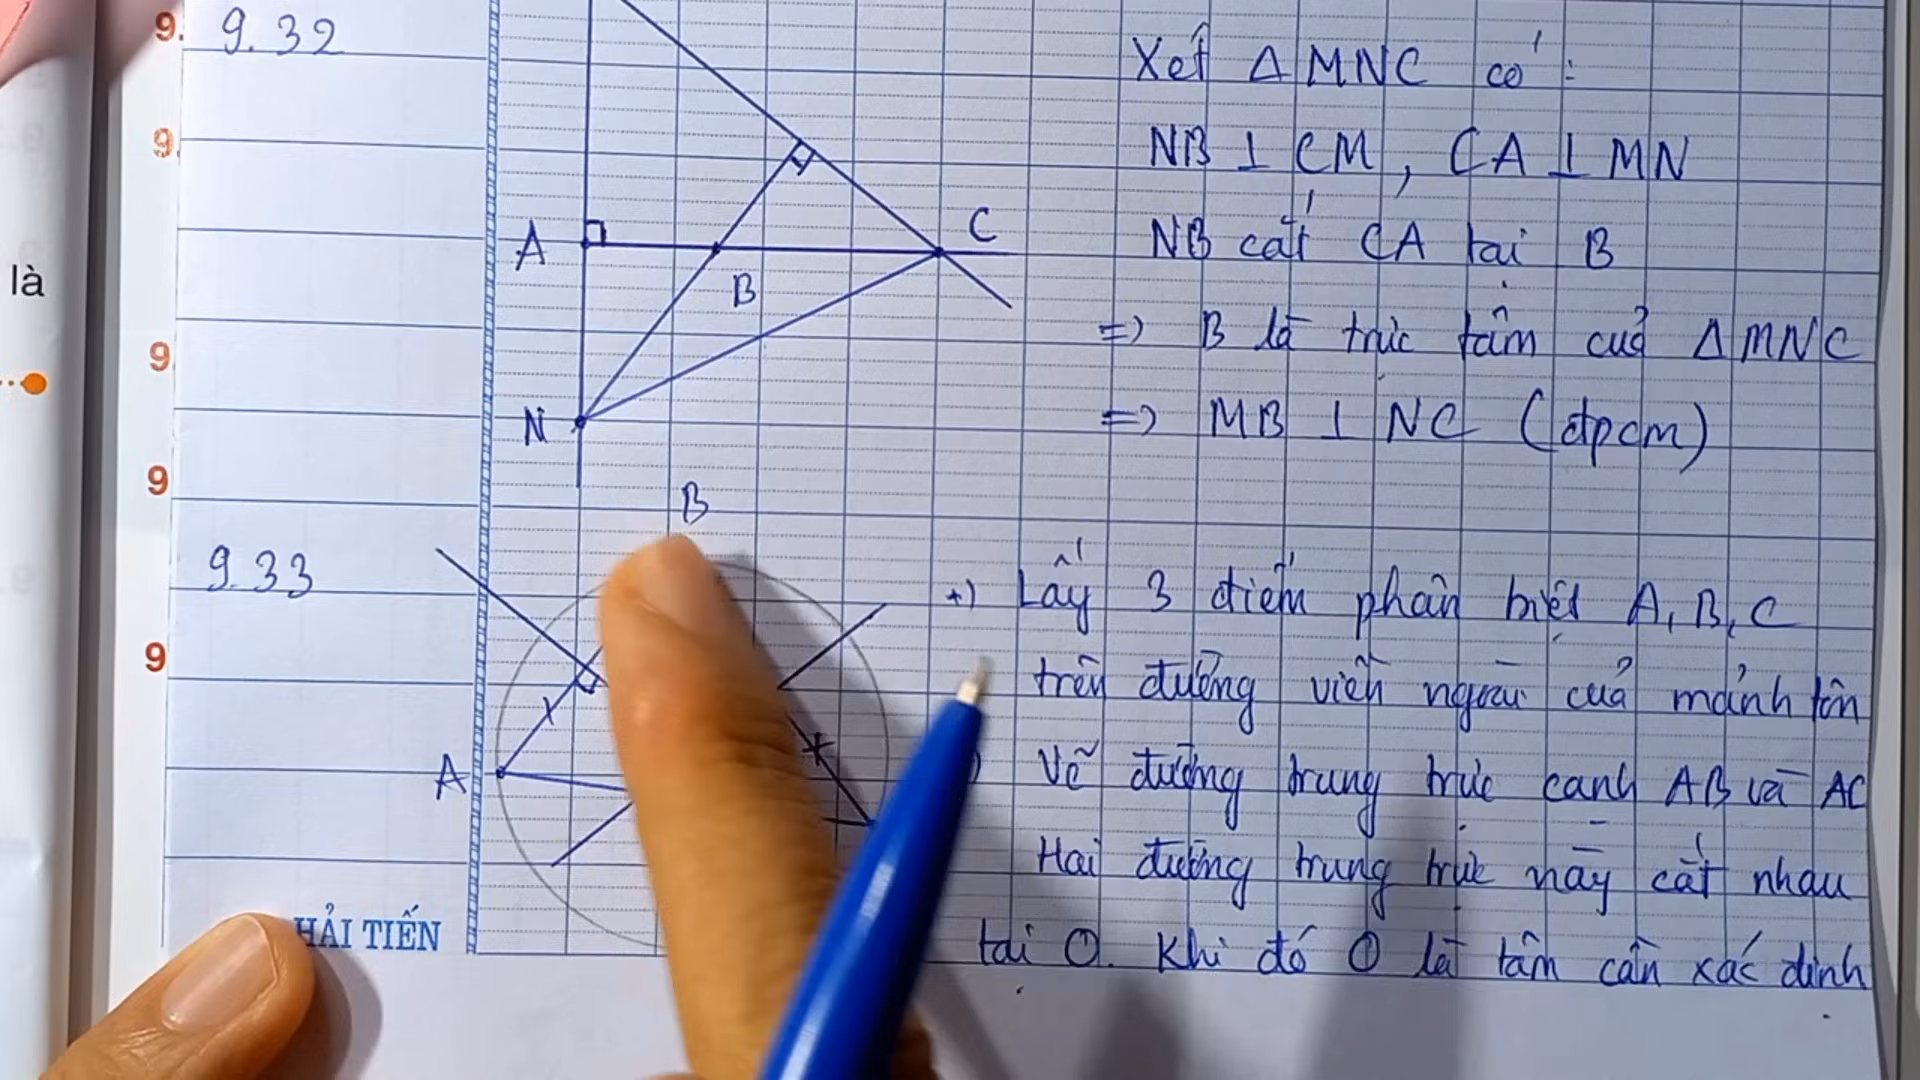 9. 9.32
9.
là
9
9
9
Xét Δ MNC có :
NB ⊥ CM , CA ⊥ MN
NB cắt CA tại B
=> B là trực tâm của Δ MNC
=> MB ⊥ NC (đpcm)
A
B
C
N
9.33
B
A
+) Lấy 3 điểm phân biệt A, B, C
trên đường viền ngoài của mảnh tôn
) Vẽ đường trung trực cạnh AB và AC
Hai đường trung trực này cắt nhau
tại O. Khi đó O là tâm cần xác định
HẢI TIẾN